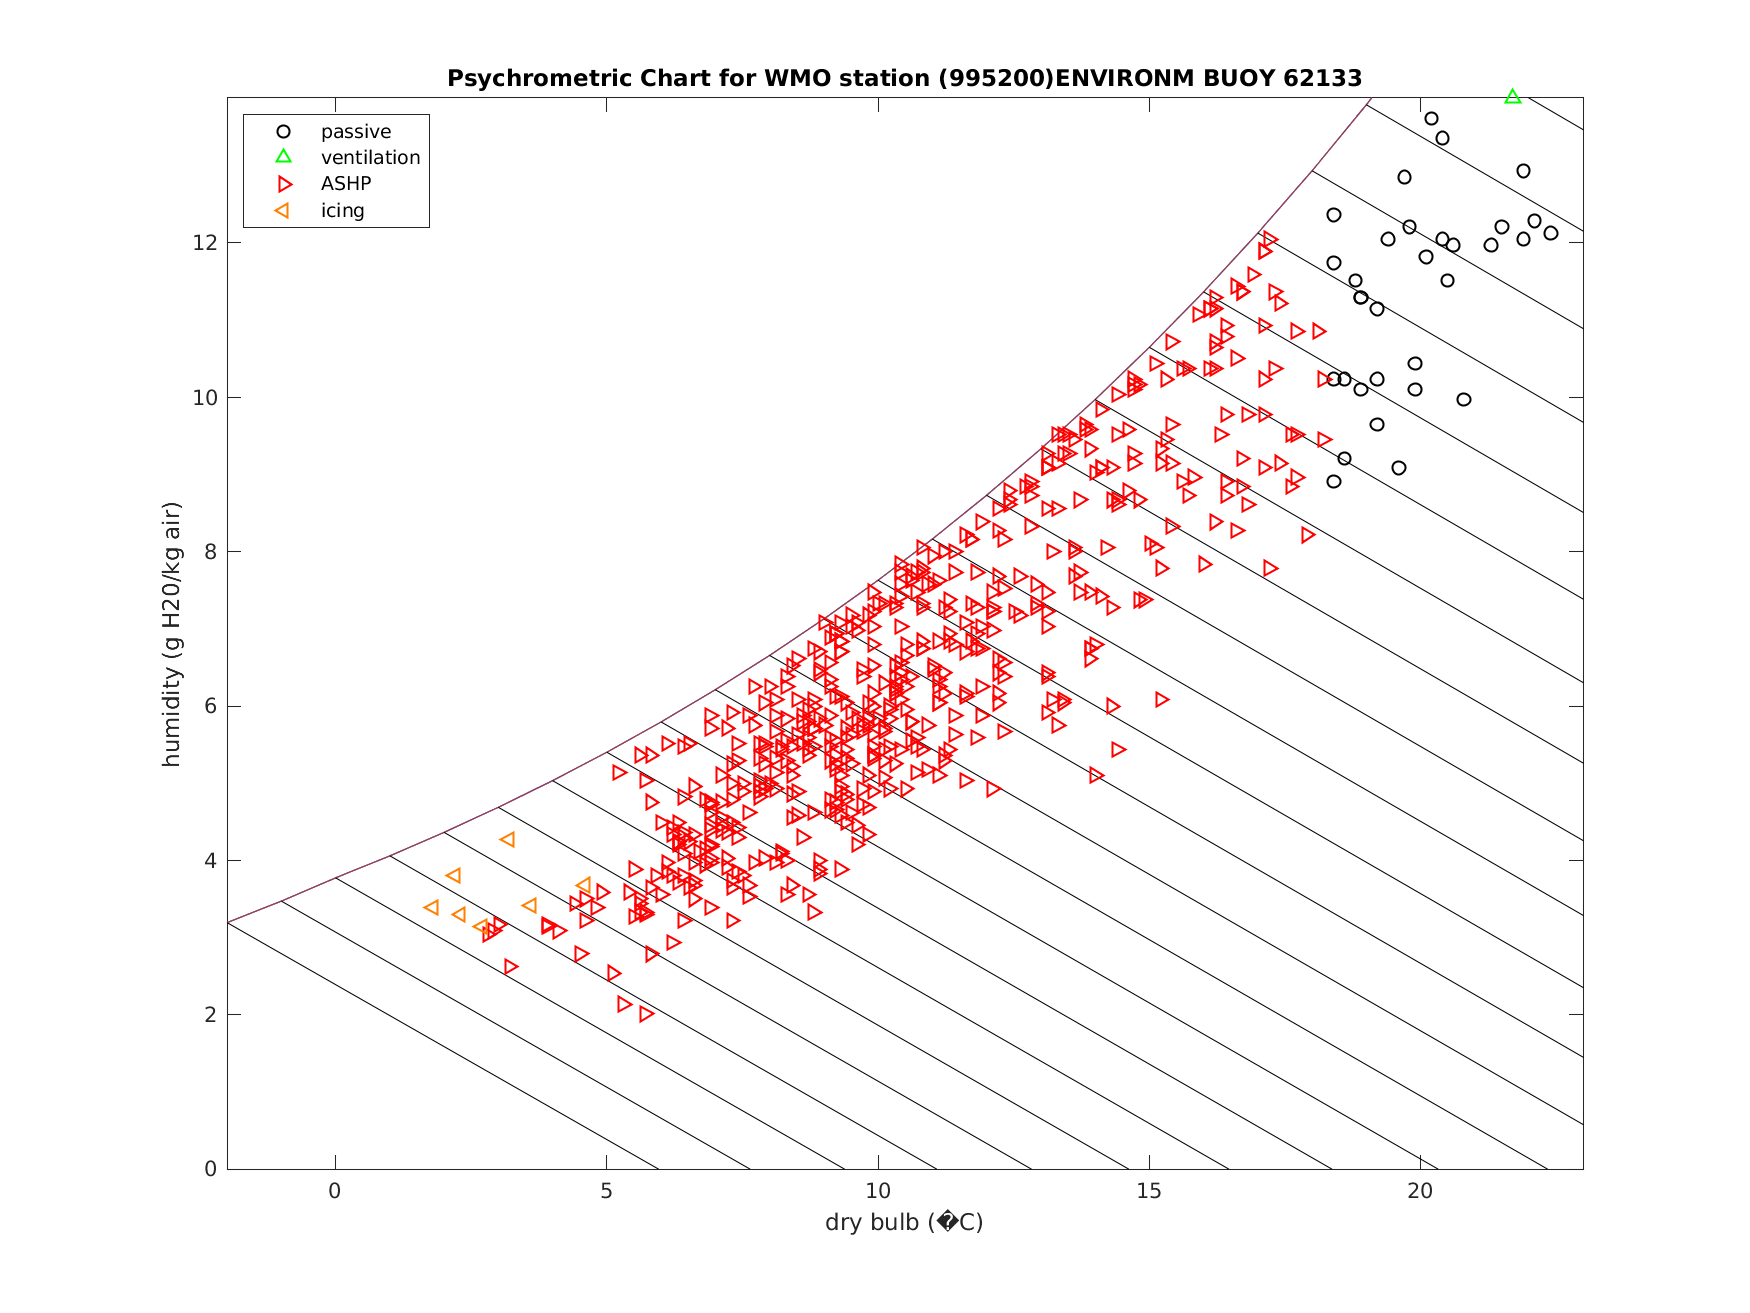 Psychrometric Chart for WMO station (995200)ENVIRONM BUOY 62133
passive
ventilation
ASHP
icing
humidity (g H20/kg air)
12
10
8
6
4
2
0
0 5 10 15 20
dry bulb (�C)